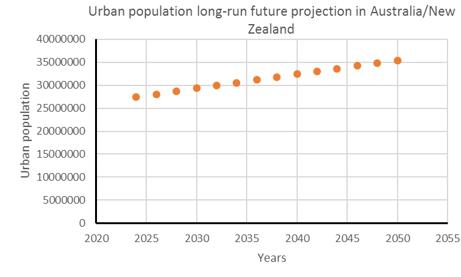 Urban population long-run future projection in Australia/New
Zealand
40000000
35000000
30000000
25000000
20000000
15000000
10000000
5000000
0
Urban population
2020 2025 2030 2035 2040 2045 2050 2055
Years